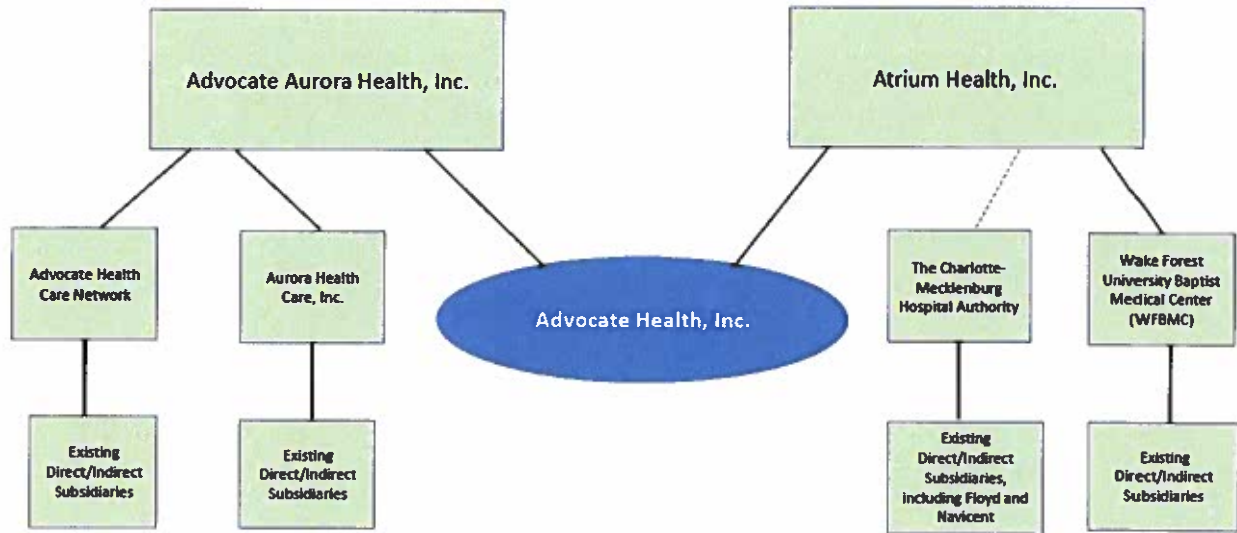 Advocate Aurora Health, Inc.
Atrium Health, Inc.
Advocate Health
Care Network
Aurora Health
Care, Inc.
Advocate Health, Inc.
The Charlotte-
Mecklenburg
Hospital Authority
Wake Forest
University Baptist
Medical Center
(WFBMC)
Existing
Direct/Indirect
Subsidiaries
Existing
Direct/Indirect
Subsidiaries
Existing
Direct/Indirect
Subsidiaries,
including Floyd and
Navicent
Existing
Direct/Indirect
Subsidiaries